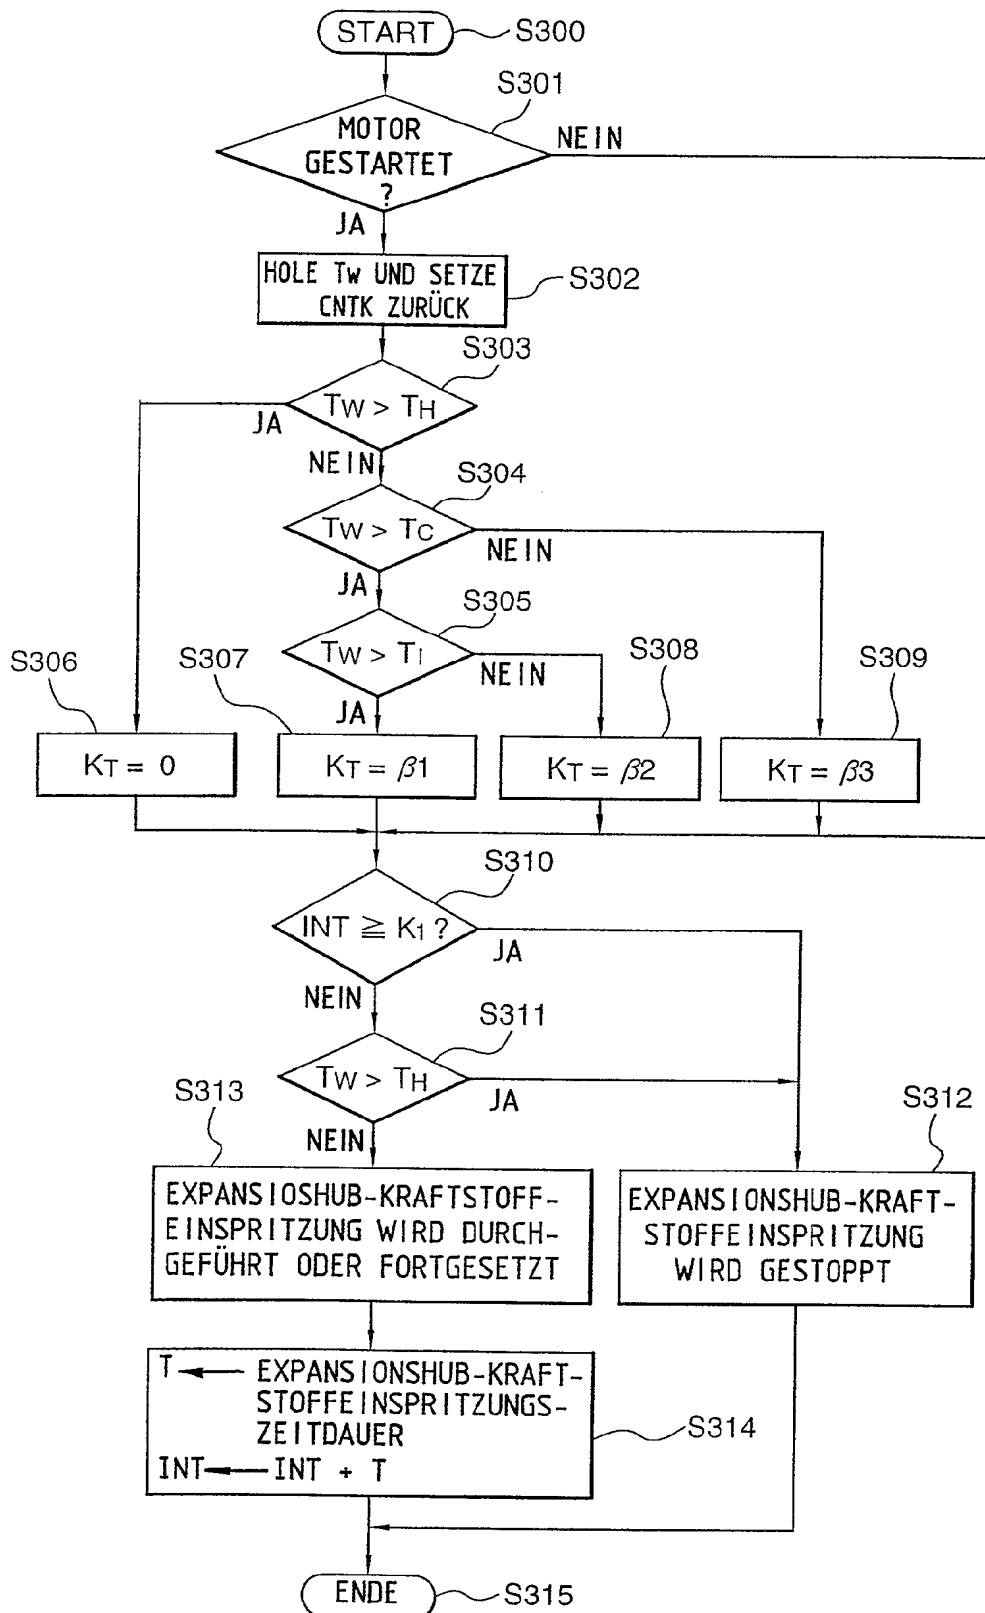 START
S300
S301
MOTOR
GESTARTET
?
NEIN
JA
HOLE TW UND SETZE
CNTK ZURÜCK
S302
S303
TW > TH
JA
NEIN
S304
TW > TC
NEIN
JA
S305
TW > TI
NEIN
JA
S306
S307
S308
S309
KT = 0
KT = β1
KT = β2
KT = β3
S310
INT ≧ K1 ?
JA
NEIN
S311
TW > TH
JA
NEIN
S313
S312
EXPANSIOSHUB-KRAFTSTOFF-
EINSPRITZUNG WIRD DURCH-
GEFÜHRT ODER FORTGESETZT
EXPANSIONSHUB-KRAFT-
STOFFEINSPRITZUNG
WIRD GESTOPPT
T ← EXPANSIONSHUB-KRAFT-
STOFFEINSPRITZUNGS-
ZEITDAUER
INT ← INT + T
S314
ENDE
S315